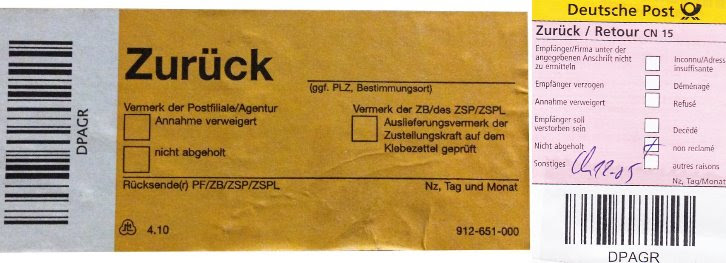 DPAGR
Zurück
(ggf. PLZ, Bestimmungsort)
Vermerk der Postfiliale/Agentur
Annahme verweigert
nicht abgeholt
Vermerk der ZB/des ZSP/ZSPL
Auslieferungsvermerk der
Zustellungskraft auf dem
Klebezettel geprüft
Rücksende(r) PF/ZB/ZSP/ZSPL
Nz, Tag und Monat
4.10
912-651-000
Deutsche Post
Zurück / Retour CN 15
Empfänger/Firma unter der
angegebenen Anschrift nicht
zu ermitteln
Inconnu/Adress
insuffisante
Empfänger verzogen
Déménagé
Annahme verweigert
Refusé
Empfänger soll
verstorben sein
Decédé
Nicht abgeholt
non reclamé
Sonstiges
autres raisons
Nz, Tag/Monat
DPAGR